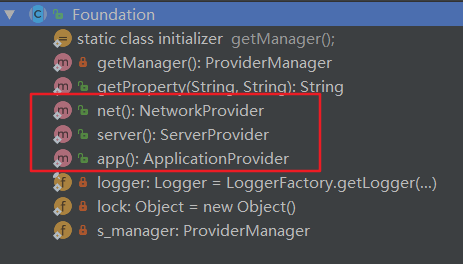 Foundation
static class initializer getManager();
getManager(): ProviderManager
getProperty(String, String): String
net(): NetworkProvider
server(): ServerProvider
app(): ApplicationProvider
logger: Logger = LoggerFactory.getLogger(...)
lock: Object = new Object()
s_manager: ProviderManager